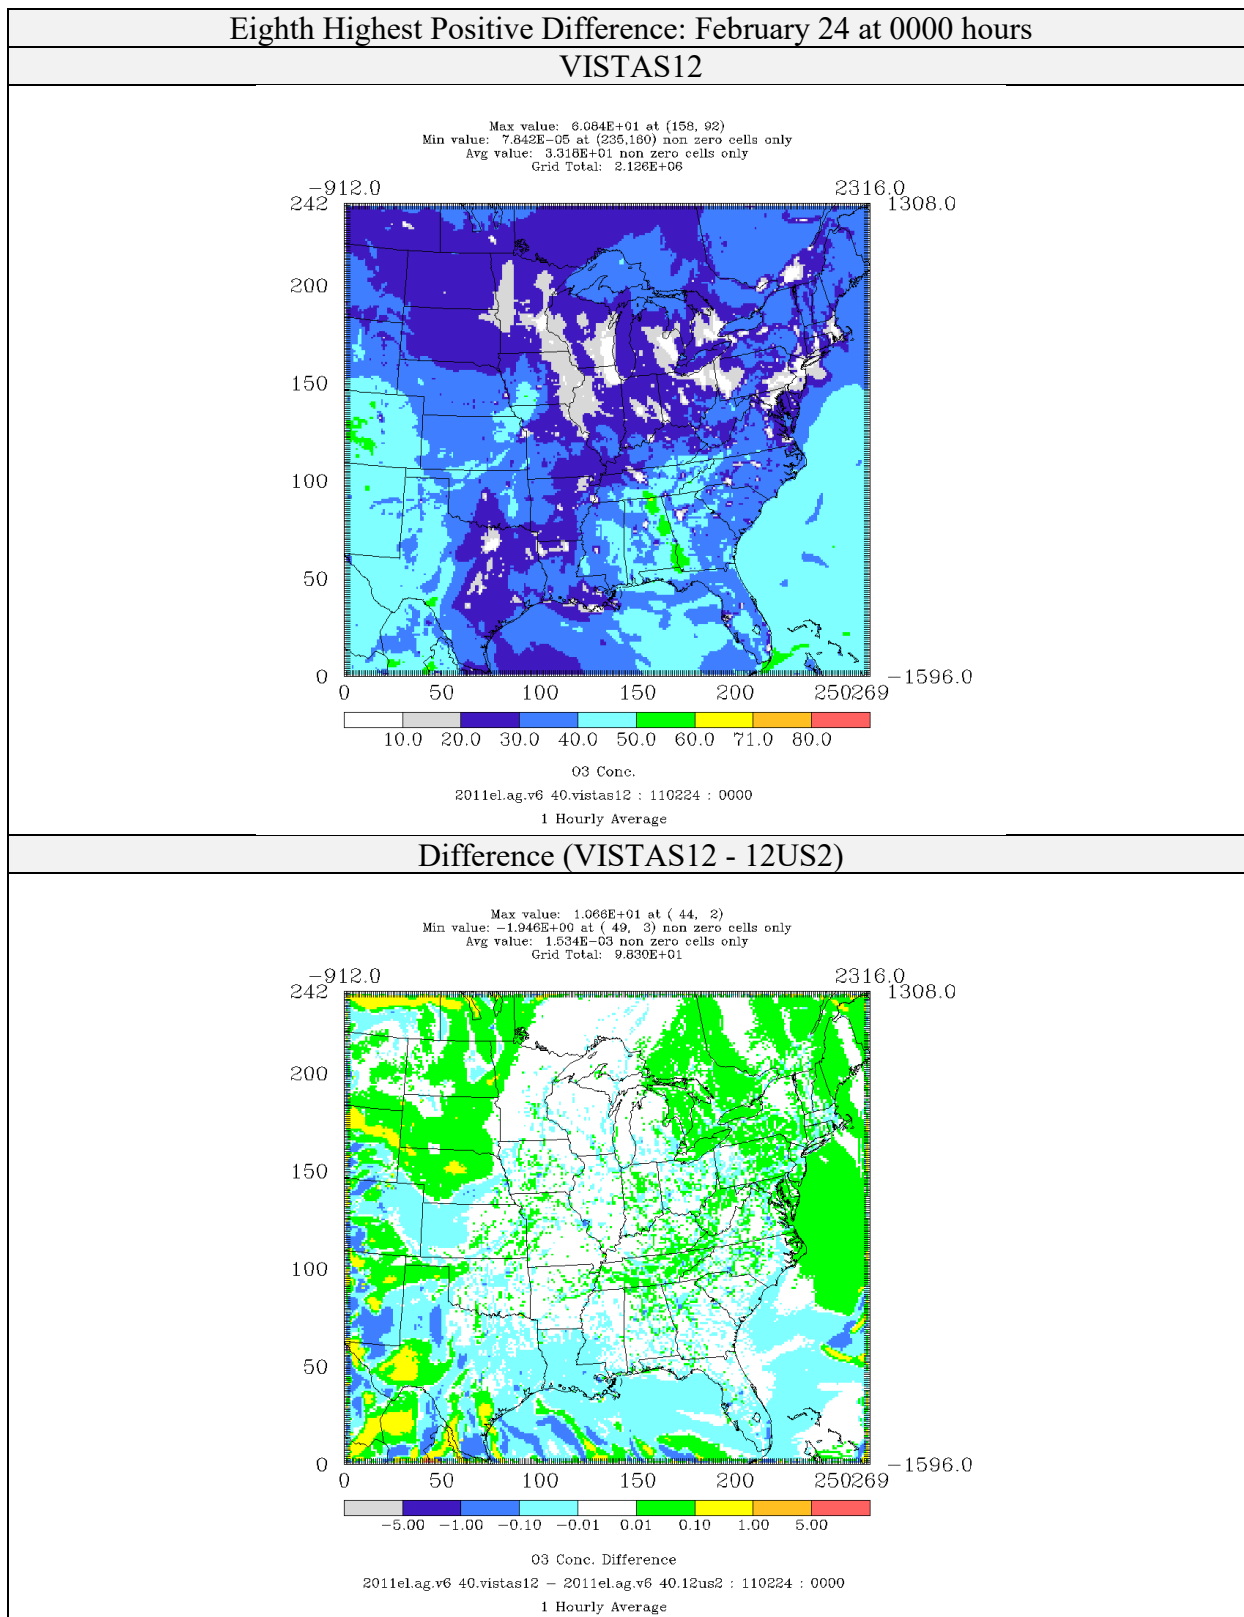 Eighth Highest Positive Difference: February 24 at 0000 hours
VISTAS12
Max value: 6.084E+01 at (158, 92)
Min value: 7.842E-05 at (235,160) non zero cells only
Avg value: 3.318E+01 non zero cells only
Grid Total: 2.126E+06
-912.0 2316.0
242 1308.0
200
150
100
50
0 -1596.0
0 50 100 150 200 250269
10.0 20.0 30.0 40.0 50.0 60.0 71.0 80.0
O3 Conc.
2011el.ag.v6 40.vistas12 : 110224 : 0000
1 Hourly Average
Difference (VISTAS12 - 12US2)
Max value: 1.066E+01 at ( 44, 2)
Min value: -1.946E+00 at ( 49, 3) non zero cells only
Avg value: 1.534E-03 non zero cells only
Grid Total: 9.830E+01
-912.0 2316.0
242 1308.0
200
150
100
50
0 -1596.0
0 50 100 150 200 250269
-5.00 -1.00 -0.10 -0.01 0.01 0.10 1.00 5.00
O3 Conc. Difference
2011el.ag.v6 40.vistas12 - 2011el.ag.v6 40.12us2 : 110224 : 0000
1 Hourly Average